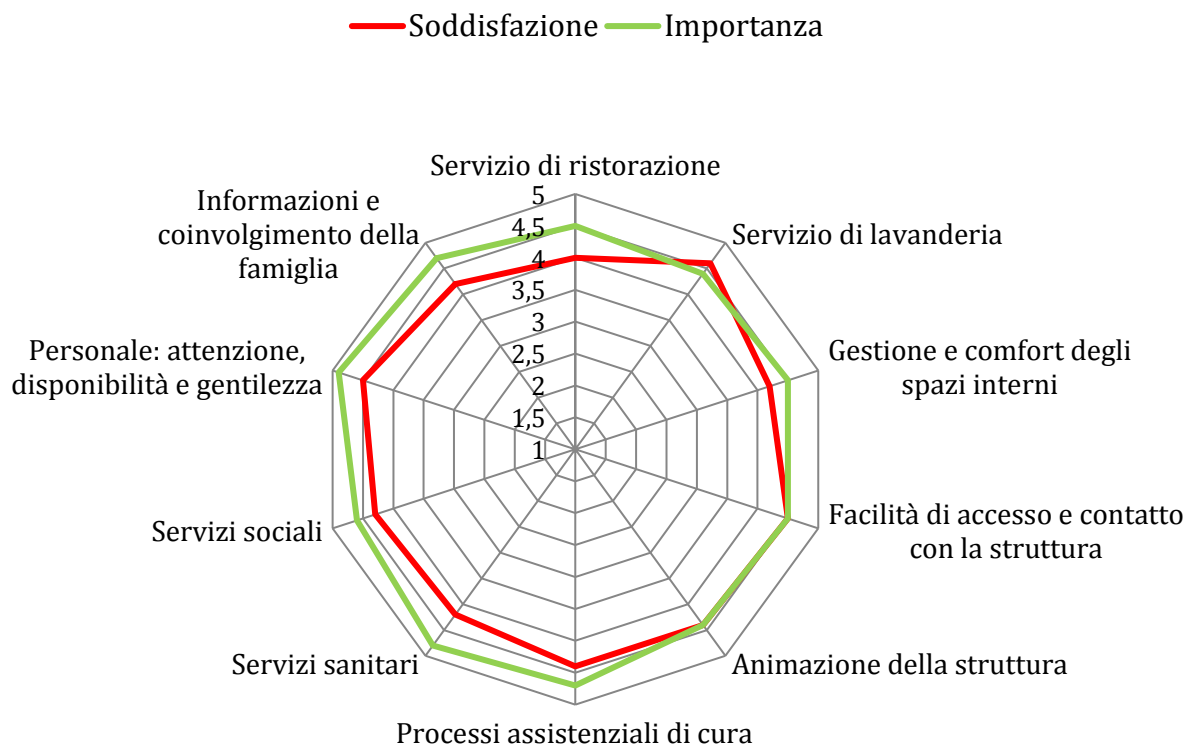 Soddisfazione Importanza
Servizio di ristorazione
Informazioni e
coinvolgimento della
famiglia
Servizio di lavanderia
5
4,5
4
3,5
3
2,5
2
1,5
1
Personale: attenzione,
disponibilità e gentilezza
Gestione e comfort degli
spazi interni
Servizi sociali
Facilità di accesso e contatto
con la struttura
Servizi sanitari
Animazione della struttura
Processi assistenziali di cura